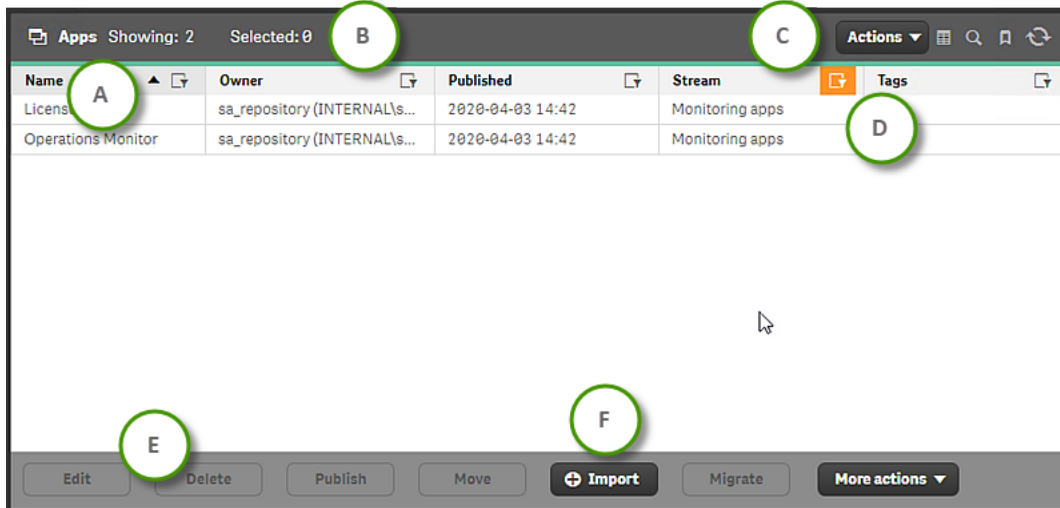 Apps Showing: 2 Selected: 0 B C Actions
Name Owner Published Stream Tags
A
Licens sa_repository (INTERNAL\s... 2020-04-03 14:42 Monitoring apps
D
Operations Monitor sa_repository (INTERNAL\s... 2020-04-03 14:42 Monitoring apps
F
E
Edit Delete Publish Move Import Migrate More actions